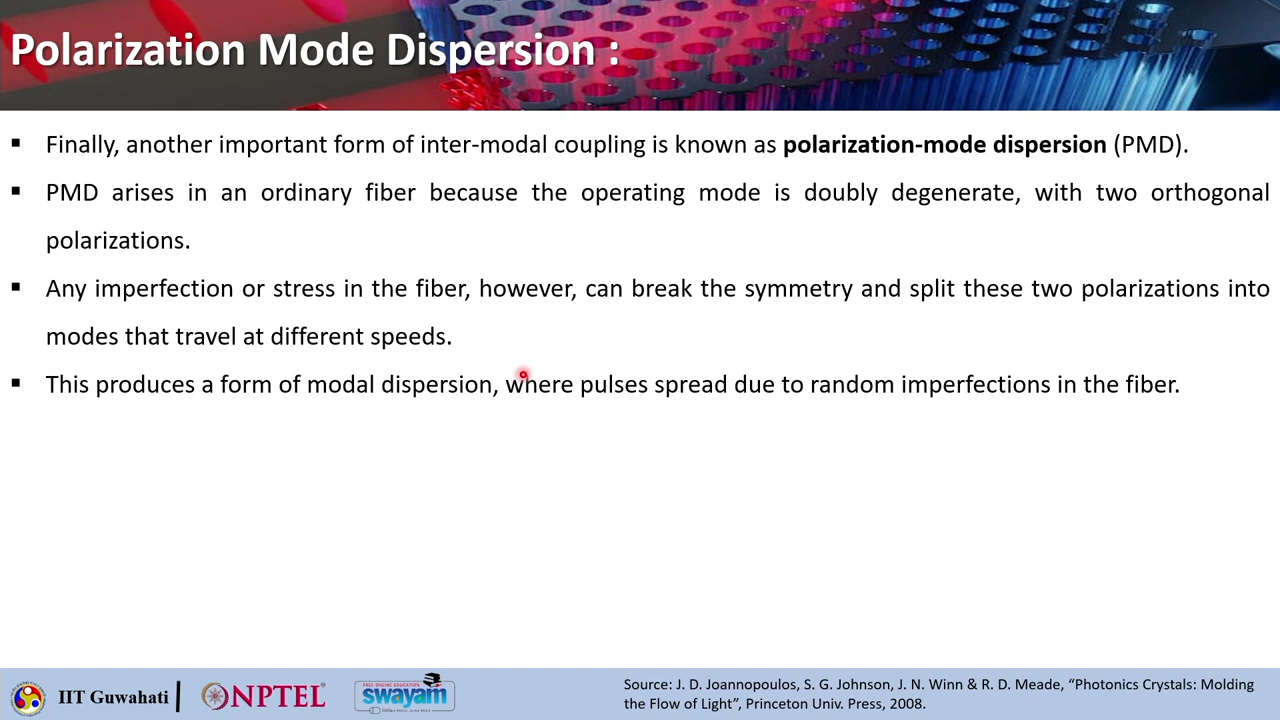 Polarization Mode Dispersion :
▪ Finally, another important form of inter-modal coupling is known as polarization-mode dispersion (PMD).
▪ PMD arises in an ordinary fiber because the operating mode is doubly degenerate, with two orthogonal
polarizations.
▪ Any imperfection or stress in the fiber, however, can break the symmetry and split these two polarizations into
modes that travel at different speeds.
▪ This produces a form of modal dispersion, where pulses spread due to random imperfections in the fiber.
IIT Guwahati
NPTEL
FREE ONLINE EDUCATION
swayam
Source: J. D. Joannopoulos, S. G. Johnson, J. N. Winn & R. D. Meade, “Photonics Crystals: Molding
the Flow of Light”, Princeton Univ. Press, 2008.